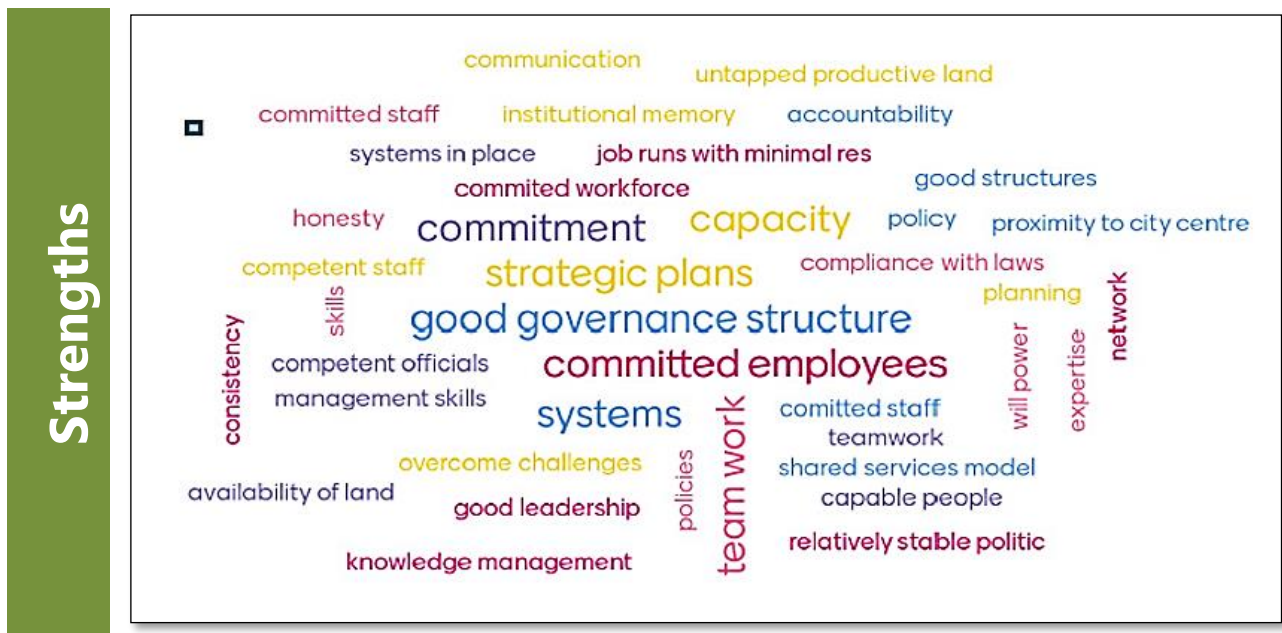 Strengths
communication
untapped productive land
committed staff
institutional memory
accountability
systems in place
job runs with minimal res
good structures
commited workforce
honesty
commitment
capacity
policy
proximity to city centre
competent staff
strategic plans
compliance with laws
planning
network
skills
good governance structure
consistency
competent officials
committed employees
will power
expertise
management skills
systems
team work
comitted staff
teamwork
overcome challenges
policies
shared services model
availability of land
good leadership
capable people
relatively stable politic
knowledge management